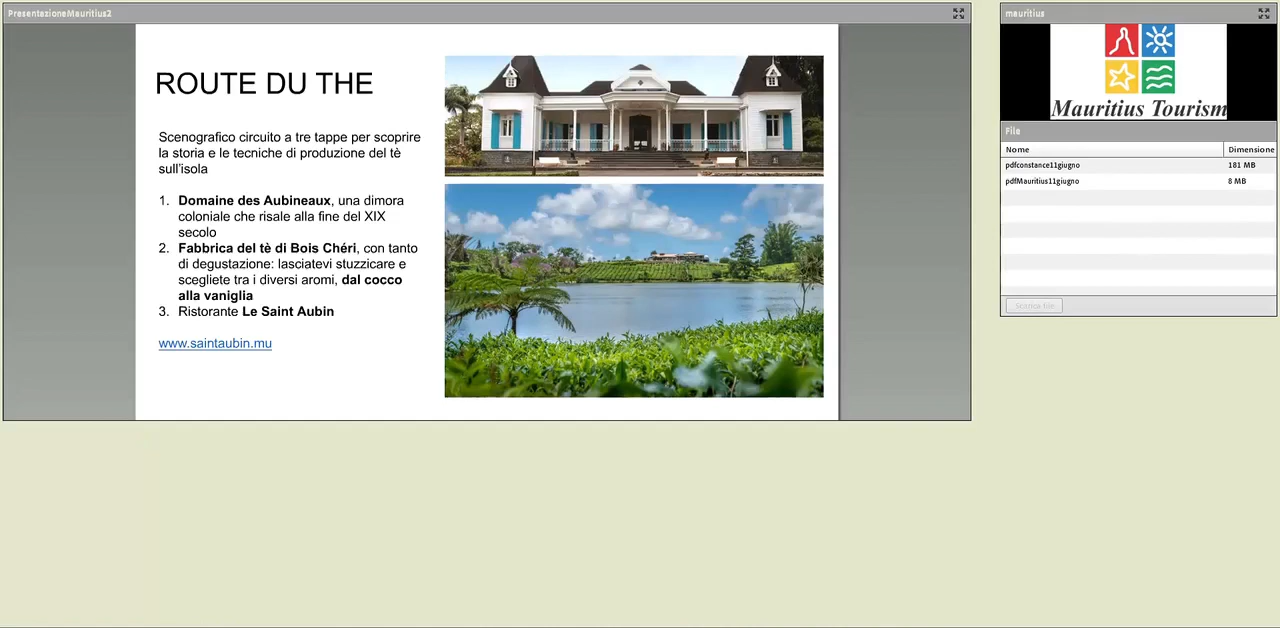 PresentazioneMauritius2
ROUTE DU THE
Scenografico circuito a tre tappe per scoprire
la storia e le tecniche di produzione del tè
sull'isola
1. Domaine des Aubineaux, una dimora
coloniale che risale alla fine del XIX
secolo
2. Fabbrica del tè di Bois Chéri, con tanto
di degustazione: lasciatevi stuzzicare e
scegliete tra i diversi aromi, dal cocco
alla vaniglia
3. Ristorante Le Saint Aubin
www.saintaubin.mu
mauritius
Mauritius Tourism
File
Nome Dimensione
pdfconstance11giugno 181 MB
pdfMauritius11giugno 8 MB
Scarica file